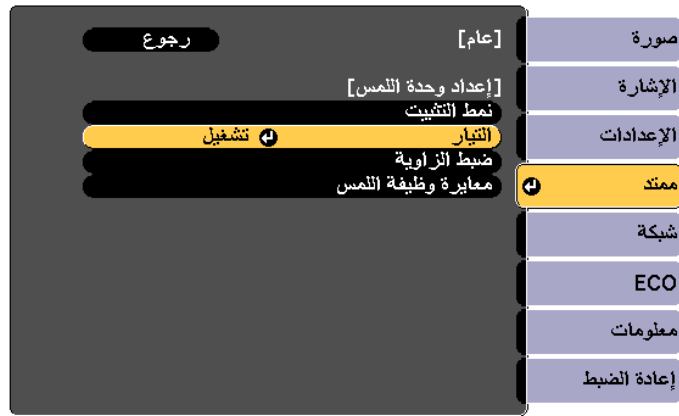 صورة
الإشارة
الإعدادات
ممتد
شبكة
ECO
معلومات
إعادة الضبط
[عام] رجوع
[إعداد وحدة اللمس]
نمط التثبيت
التيار تشغيل
ضبط الزاوية
معايرة وظيفة اللمس